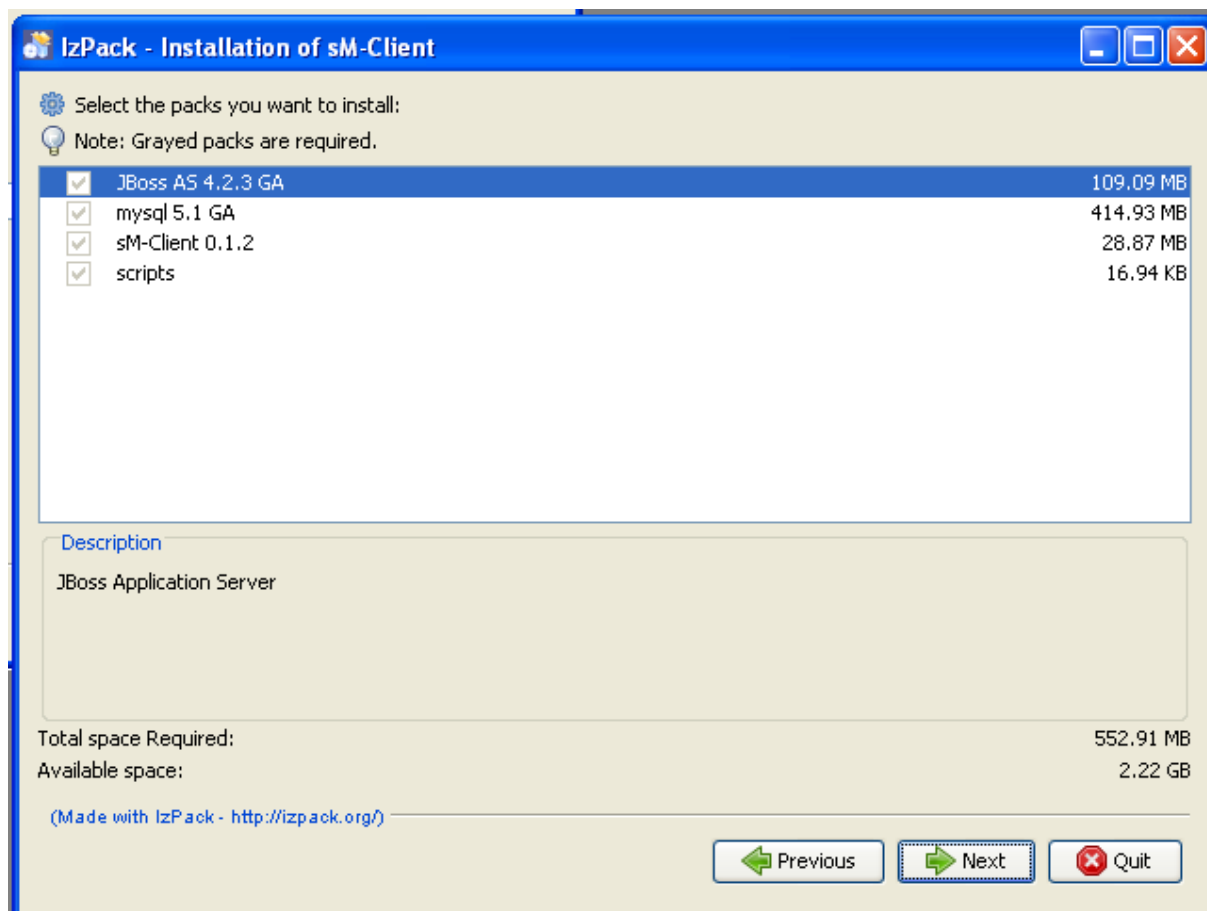 IzPack - Installation of sM-Client
Select the packs you want to install:
Note: Grayed packs are required.
JBoss AS 4.2.3 GA 109.09 MB
mysql 5.1 GA 414.93 MB
sM-Client 0.1.2 28.87 MB
scripts 16.94 KB
Description
JBoss Application Server
Total space Required: 552.91 MB
Available space: 2.22 GB
(Made with IzPack - http://izpack.org/)
Previous Next Quit